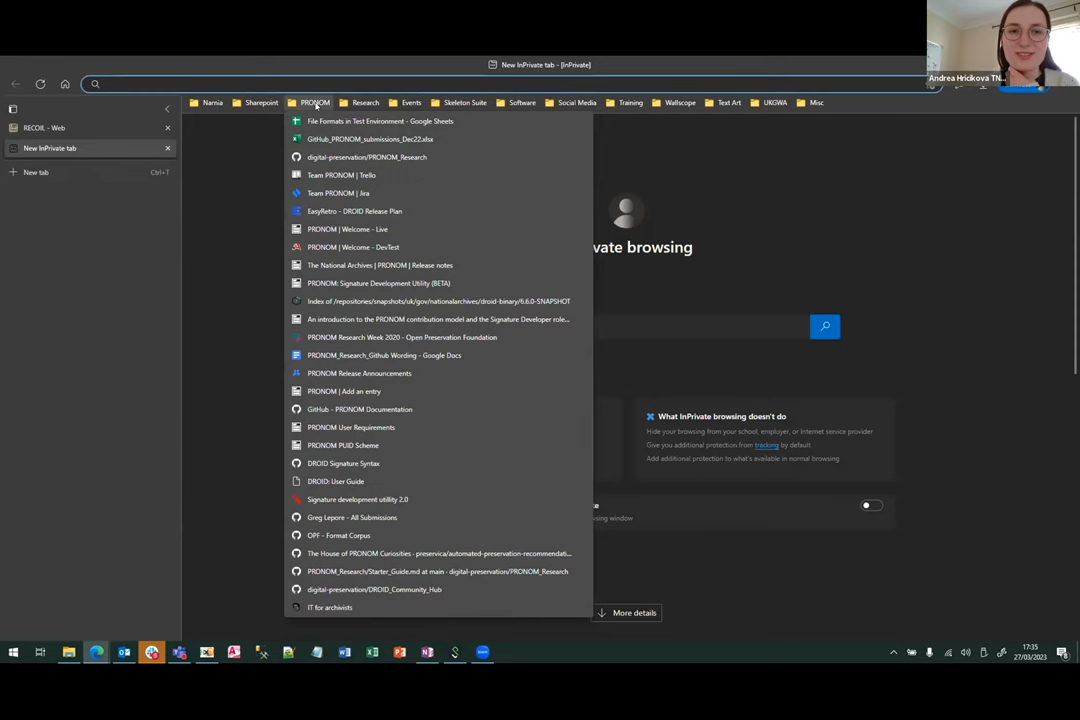 New InPrivate tab - [InPrivate]
Andrea Hricikova TN...
Narnia Sharepoint PRONOM Research Events Skeleton Suite Software Social Media Training Wallscope Text Art UKGWA Misc
RECOIL - Web
New InPrivate tab
New tab Ctrl+T
File Formats in Test Environment - Google Sheets
GitHub_PRONOM_submissions_Dec22.xlsx
digital-preservation/PRONOM_Research
Team PRONOM | Trello
Team PRONOM | Jira
EasyRetro - DROID Release Plan
PRONOM | Welcome - Live
PRONOM | Welcome - DevTest
The National Archives | PRONOM | Release notes
PRONOM: Signature Development Utility (BETA)
Index of /repositories/snapshots/uk/gov/nationalarchives/droid-binary/6.6.0-SNAPSHOT
An introduction to the PRONOM contribution model and the Signature Developer role...
PRONOM Research Week 2020 - Open Preservation Foundation
PRONOM_Research_Github Wording - Google Docs
PRONOM Release Announcements
PRONOM | Add an entry
GitHub - PRONOM Documentation
PRONOM User Requirements
PRONOM PUID Scheme
DROID Signature Syntax
DROID: User Guide
Signature development utillity 2.0
Greg Lepore - All Submissions
OPF - Format Corpus
The House of PRONOM Curiosities · preservica/automated-preservation-recommendati...
PRONOM_Research/Starter_Guide.md at main · digital-preservation/PRONOM_Research
digital-preservation/DROID_Community_Hub
IT for archivists
vate browsing
What InPrivate browsing doesn't do
Hide your browsing from your school, employer, or Internet service provider
Give you additional protection from tracking by default
Add additional protection to what's available in normal browsing
wsing window
More details
17:35
27/03/2023